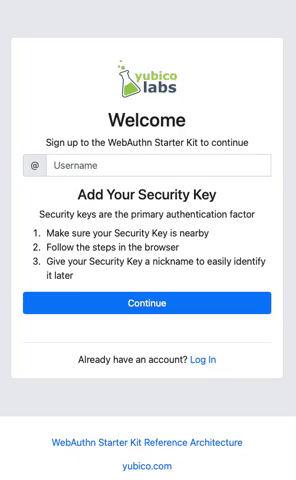 yubico
labs
Welcome
Sign up to the WebAuthn Starter Kit to continue
@ Username
Add Your Security Key
Security keys are the primary authentication factor
1. Make sure your Security Key is nearby
2. Follow the steps in the browser
3. Give your Security Key a nickname to easily identify
it later
Continue
Already have an account? Log In
WebAuthn Starter Kit Reference Architecture
yubico.com